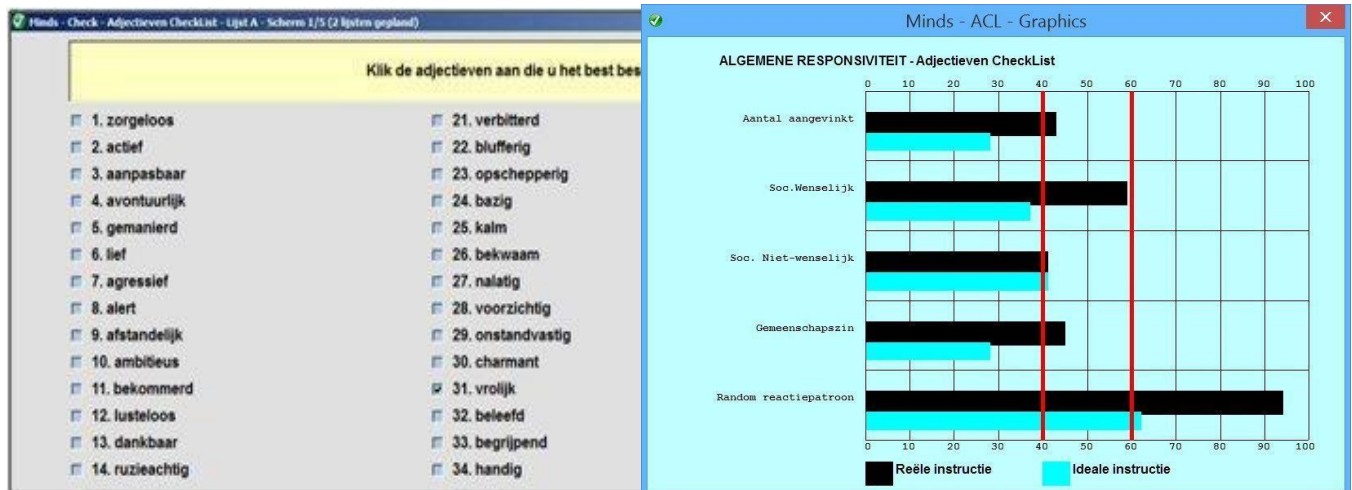 Minds - Check - Adjectieven CheckList - Lijst A - Scherm 1/5 (2 lijsten gepland)
Klik de adjectieven aan die u het best bes
1. zorgeloos
2. actief
3. aanpasbaar
4. avontuurlijk
5. gemanierd
6. lief
7. agressief
8. alert
9. afstandelijk
10. ambitieus
11. bekommerd
12. lusteloos
13. dankbaar
14. ruzieachtig
21. verbitterd
22. blufferig
23. opschepperig
24. bazig
25. kalm
26. bekwaam
27. nalatig
28. voorzichtig
29. onstandvastig
30. charmant
31. vrolijk
32. beleefd
33. begrijpend
34. handig
Minds - ACL - Graphics
ALGEMENE RESPONSIVITEIT - Adjectieven CheckList
0 10 20 30 40 50 60 70 80 90 100
Aantal aangevinkt
Soc.Wenselijk
Soc. Niet-wenselijk
Gemeenschapszin
Random reactiepatroon
0 10 20 30 40 50 60 70 80 90 100
Reële instructie Ideale instructie